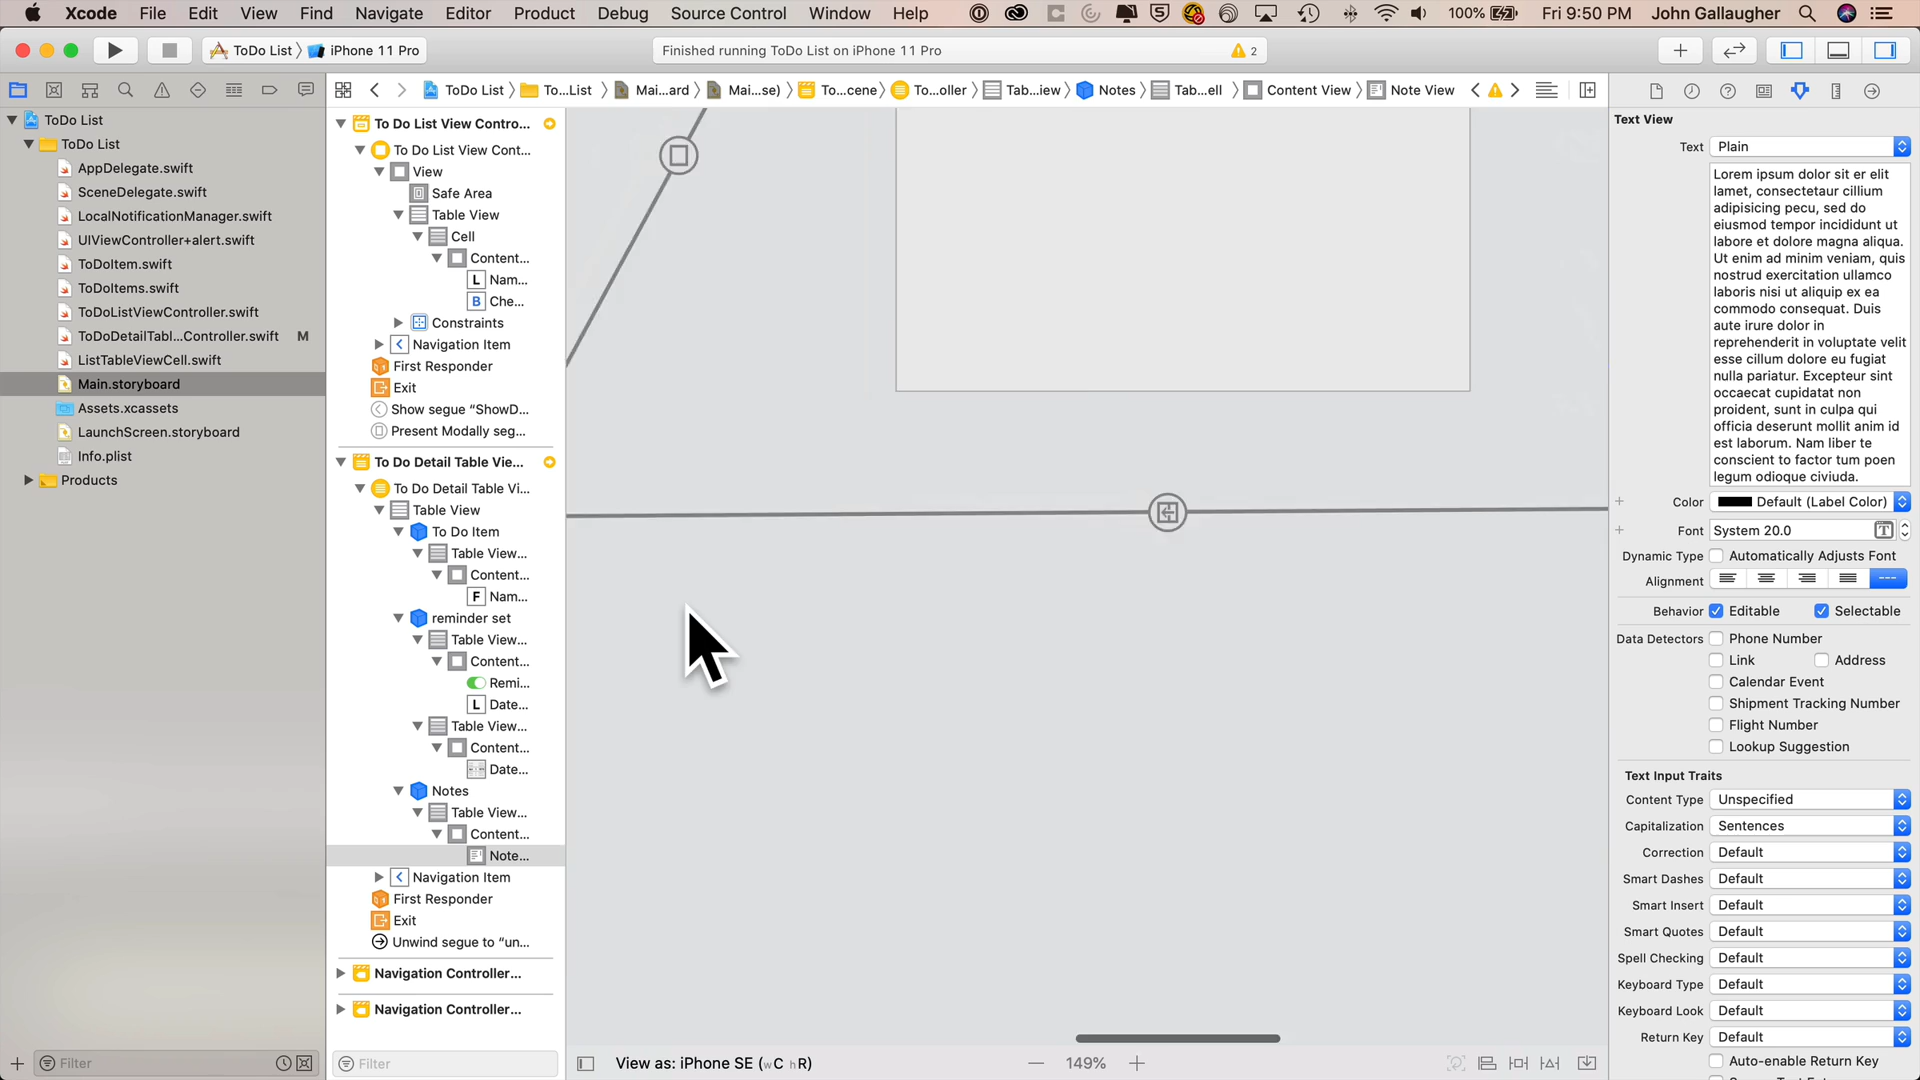 Xcode File Edit View Find Navigate Editor Product Debug Source Control Window Help 100% Fri 9:50 PM John Gallaugher
ToDo List iPhone 11 Pro
Finished running ToDo List on iPhone 11 Pro
2
ToDo List To...List Mai...ard Mai...se) To...cene To...oller Tab...iew Notes Tab...ell Content View Note View
ToDo List
ToDo List
AppDelegate.swift
SceneDelegate.swift
LocalNotificationManager.swift
UIViewController+alert.swift
ToDoItem.swift
ToDoItems.swift
ToDoListViewController.swift
ToDoDetailTabl...Controller.swift M
ListTableViewCell.swift
Main.storyboard
Assets.xcassets
LaunchScreen.storyboard
Info.plist
Products
Filter
To Do List View Contro...
To Do List View Cont...
View
Safe Area
Table View
Cell
Content...
L Nam...
B Che...
Constraints
Navigation Item
First Responder
Exit
Show segue “ShowD...
Present Modally seg...
To Do Detail Table Vie...
To Do Detail Table Vi...
Table View
To Do Item
Table View...
Content...
F Nam...
reminder set
Table View...
Content...
Remi...
L Date...
Table View...
Content...
Date...
Notes
Table View...
Content...
Note...
Navigation Item
First Responder
Exit
Unwind segue to “un...
Navigation Controller...
Navigation Controller...
Filter
View as: iPhone SE (wC hR)
149%
Text View
Text Plain
Lorem ipsum dolor sit er elit
lamet, consectetaur cillium
adipisicing pecu, sed do
eiusmod tempor incididunt ut
labore et dolore magna aliqua.
Ut enim ad minim veniam, quis
nostrud exercitation ullamco
laboris nisi ut aliquip ex ea
commodo consequat. Duis
aute irure dolor in
reprehenderit in voluptate velit
esse cillum dolore eu fugiat
nulla pariatur. Excepteur sint
occaecat cupidatat non
proident, sunt in culpa qui
officia deserunt mollit anim id
est laborum. Nam liber te
conscient to factor tum poen
legum odioque civiuda.
Color Default (Label Color)
Font System 20.0
Dynamic Type Automatically Adjusts Font
Alignment
Behavior Editable Selectable
Data Detectors Phone Number
Link Address
Calendar Event
Shipment Tracking Number
Flight Number
Lookup Suggestion
Text Input Traits
Content Type Unspecified
Capitalization Sentences
Correction Default
Smart Dashes Default
Smart Insert Default
Smart Quotes Default
Spell Checking Default
Keyboard Type Default
Keyboard Look Default
Return Key Default
Auto-enable Return Key